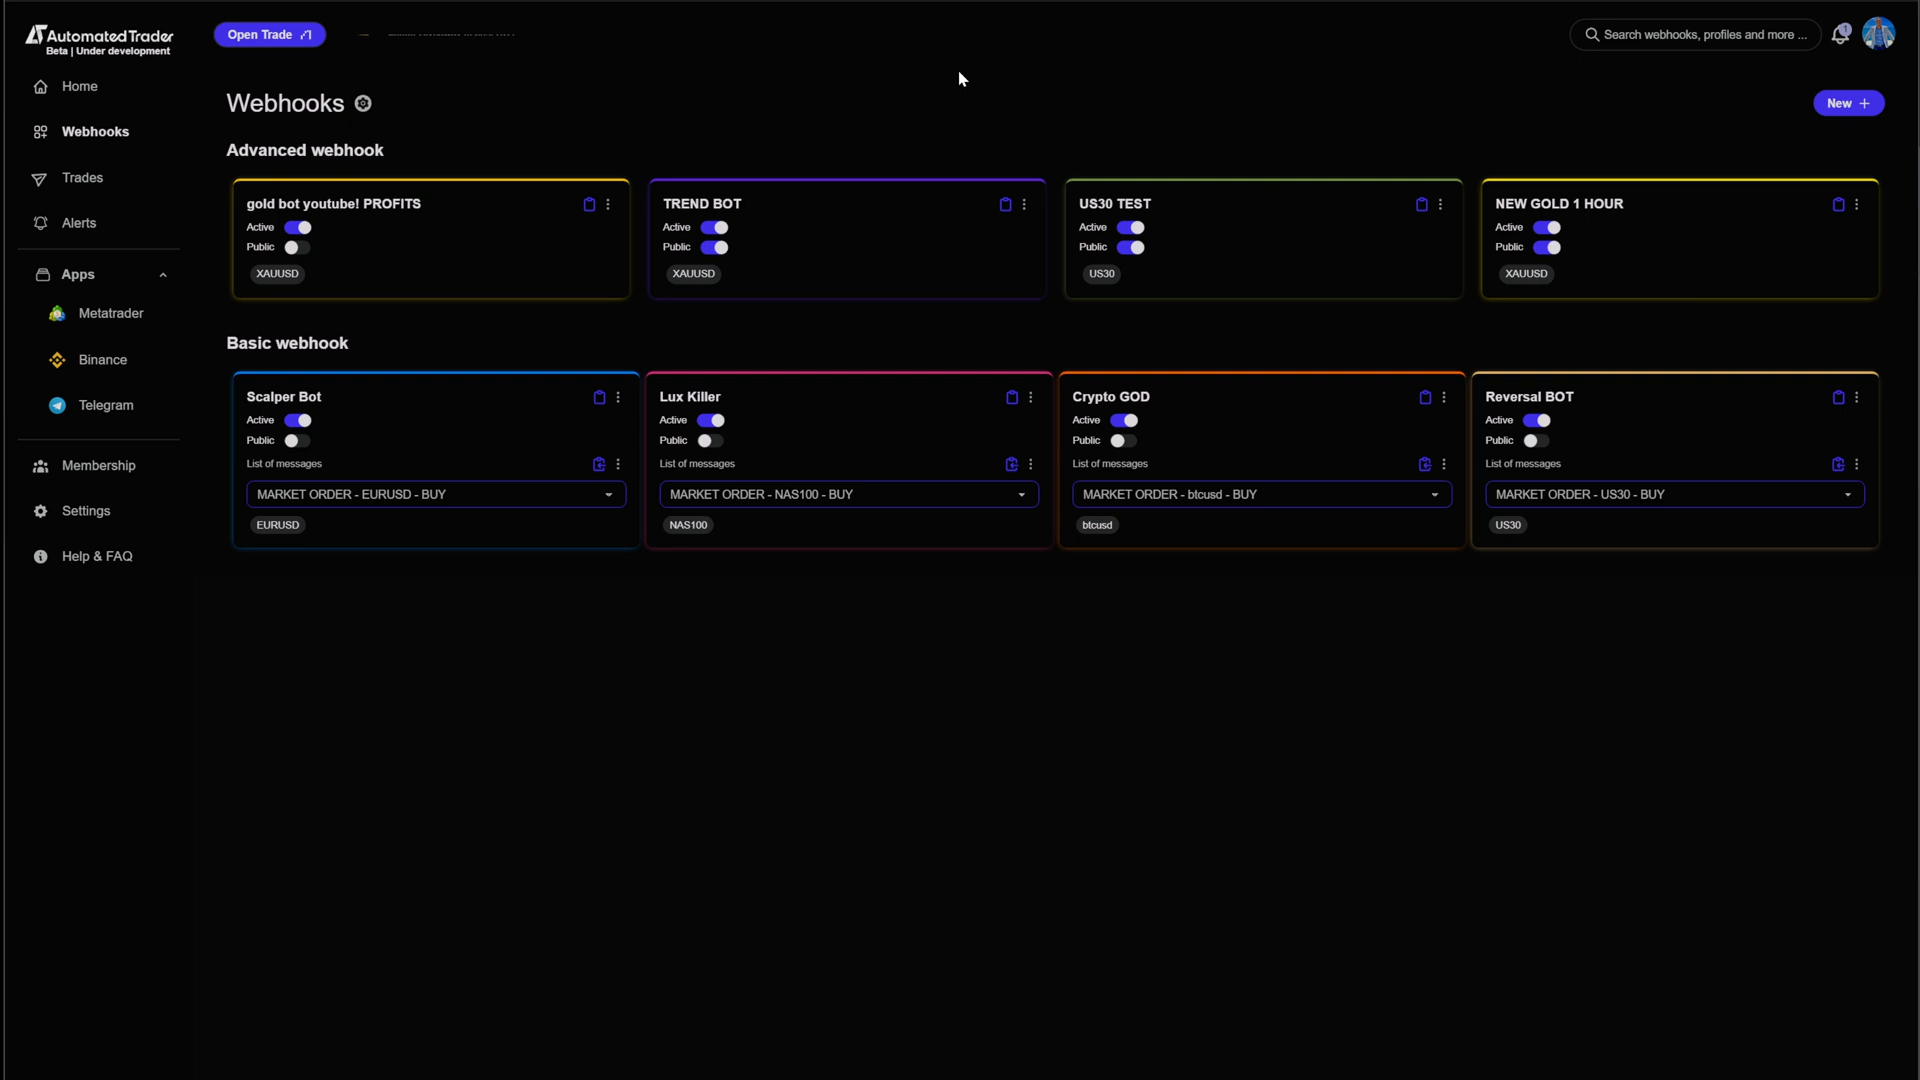 AutomatedTrader
Beta | Under development
Open Trade
Search webhooks, profiles and more ...
1
Home
Webhooks
Trades
Alerts
Apps
Metatrader
Binance
Telegram
Membership
Settings
Help & FAQ
Webhooks
New +
Advanced webhook
gold bot youtube! PROFITS
Active
Public
XAUUSD
TREND BOT
Active
Public
XAUUSD
US30 TEST
Active
Public
US30
NEW GOLD 1 HOUR
Active
Public
XAUUSD
Basic webhook
Scalper Bot
Active
Public
List of messages
MARKET ORDER - EURUSD - BUY
EURUSD
Lux Killer
Active
Public
List of messages
MARKET ORDER - NAS100 - BUY
NAS100
Crypto GOD
Active
Public
List of messages
MARKET ORDER - btcusd - BUY
btcusd
Reversal BOT
Active
Public
List of messages
MARKET ORDER - US30 - BUY
US30